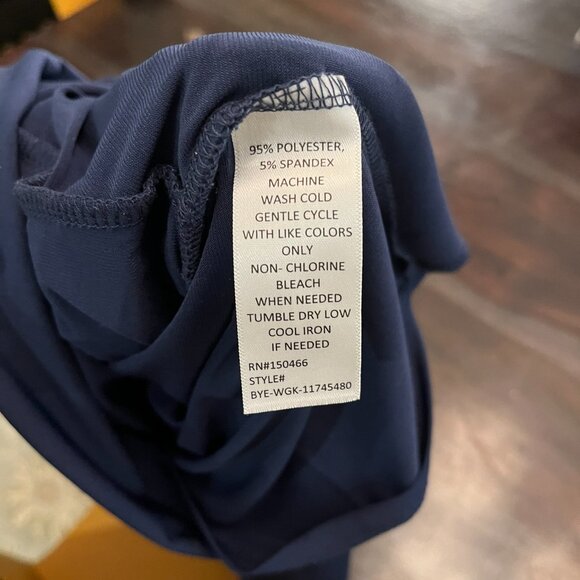 95% POLYESTER,
5% SPANDEX
MACHINE
WASH COLD
GENTLE CYCLE
WITH LIKE COLORS
ONLY
NON- CHLORINE
BLEACH
WHEN NEEDED
TUMBLE DRY LOW
COOL IRON
IF NEEDED
RN#150466
STYLE#
BYE-WGK-11745480